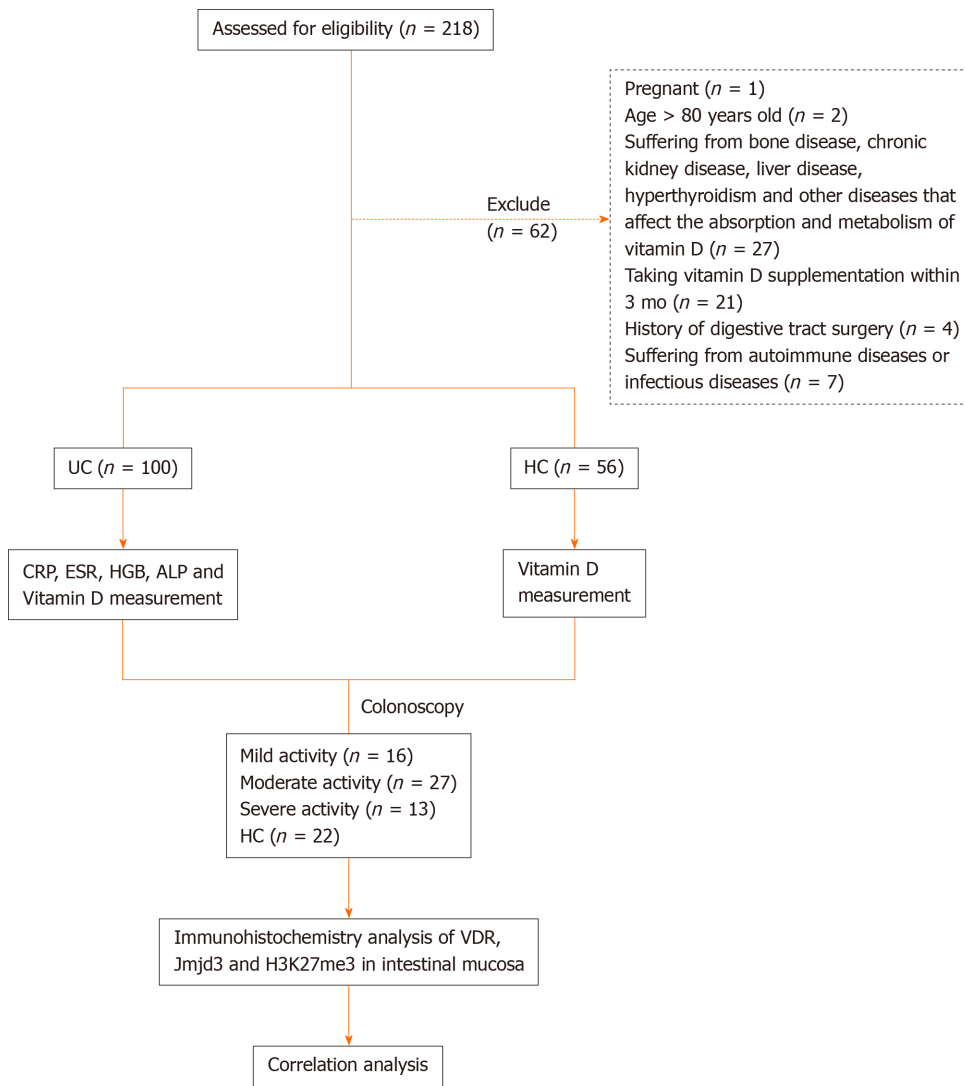 Assessed for eligibility (n = 218)
Pregnant (n = 1)
Age > 80 years old (n = 2)
Suffering from bone disease, chronic
kidney disease, liver disease,
hyperthyroidism and other diseases that
affect the absorption and metabolism of
vitamin D (n = 27)
Taking vitamin D supplementation within
3 mo (n = 21)
History of digestive tract surgery (n = 4)
Suffering from autoimmune diseases or
infectious diseases (n = 7)
Exclude
(n = 62)
UC (n = 100)
HC (n = 56)
CRP, ESR, HGB, ALP and
Vitamin D measurement
Vitamin D
measurement
Colonoscopy
Mild activity (n = 16)
Moderate activity (n = 27)
Severe activity (n = 13)
HC (n = 22)
Immunohistochemistry analysis of VDR,
Jmjd3 and H3K27me3 in intestinal mucosa
Correlation analysis